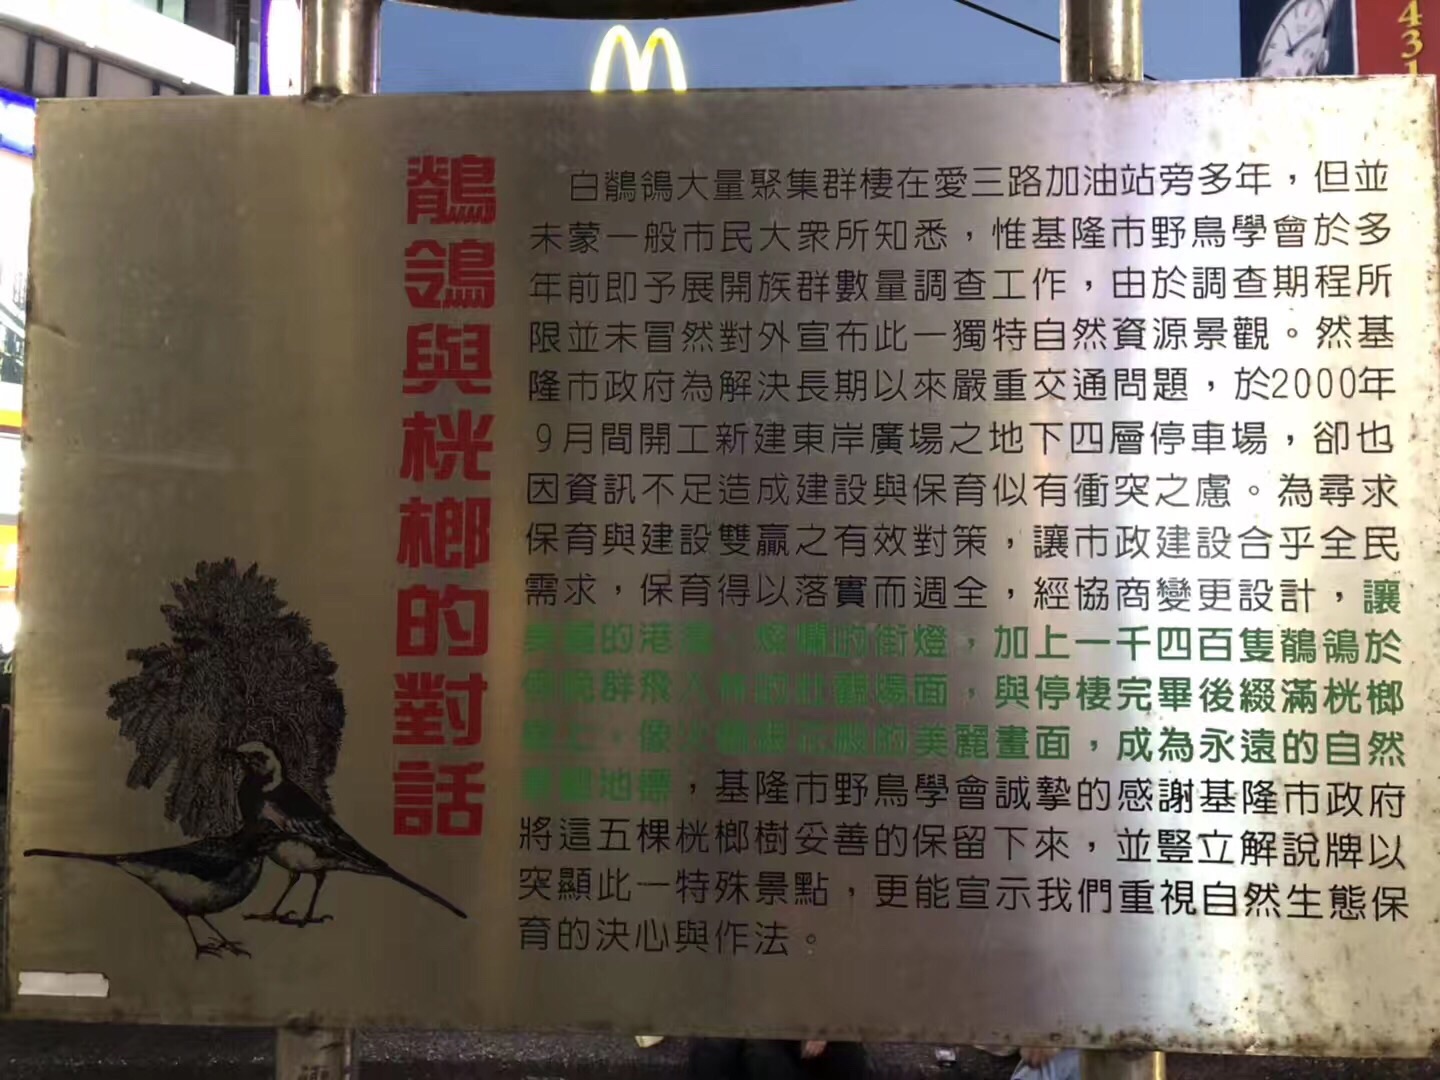 431
鶺鴒與桄榔的對話
白鶺鴒大量聚集群棲在愛三路加油站旁多年，但並
未蒙一般市民大眾所知悉，惟基隆市野鳥學會於多
年前即予展開族群數量調查工作，由於調查期程所
限並未冒然對外宣布此一獨特自然資源景觀。然基
隆市政府為解決長期以來嚴重交通問題，於2000年
9月間開工新建東岸廣場之地下四層停車場，卻也
因資訊不足造成建設與保育似有衝突之慮。為尋求
保育與建設雙贏之有效對策，讓市政建設合乎全民
需求，保育得以落實而週全，經協商變更設計，讓
美麗的港灣 燦爛的街燈，加上一千四百隻鶺鴒於
傍晚群飛入林的壯觀場面，與停棲完畢後綴滿桄榔
上，像火樹銀花般的美麗畫面，成為永遠的自然
景觀地標，基隆市野鳥學會誠摯的感謝基隆市政府
將這五棵桄榔樹妥善的保留下來，並豎立解說牌以
突顯此一特殊景點，更能宣示我們重視自然生態保
育的決心與作法。